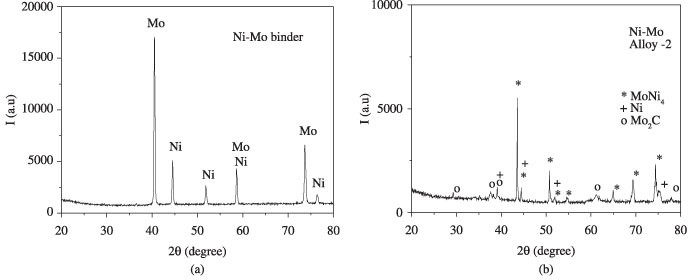 (a)
20000
15000
10000
5000
0
I (a.u)
Ni-Mo binder
Mo
Ni
Ni
Mo
Ni
Mo
Ni
20 30 40 50 60 70 80
2θ (degree)
(a)
(b)
10000
5000
0
I (a.u)
Ni-Mo
Alloy -2
* MoNi₄
+ Ni
o Mo₂C
*
+
*
o
o
+
o
*
+
*
*
o
*
*
*
+
o
20 30 40 50 60 70 80
2θ (degree)
(b)